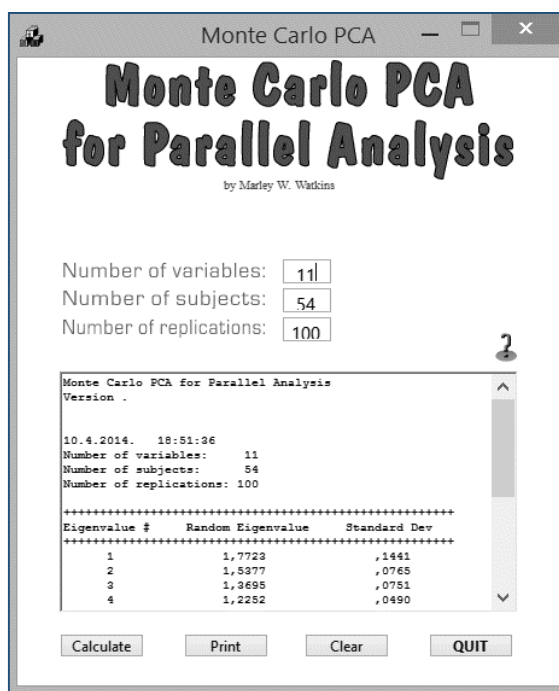 Monte Carlo PCA
Monte Carlo PCA
for Parallel Analysis
by Marley W. Watkins
Number of variables: 11
Number of subjects: 54
Number of replications: 100
?
Monte Carlo PCA for Parallel Analysis
Version .
10.4.2014. 18:51:36
Number of variables: 11
Number of subjects: 54
Number of replications: 100
++++++++++++++++++++++++++++++++++++++++++++++++++++
Eigenvalue # Random Eigenvalue Standard Dev
++++++++++++++++++++++++++++++++++++++++++++++++++++
1 1,7723 ,1441
2 1,5377 ,0765
3 1,3695 ,0751
4 1,2252 ,0490
Calculate Print Clear QUIT